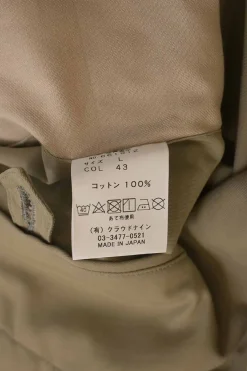 サイズ L
COL 43
コットン 100%
あて布使用
(有) クラウドナイン
03-3477-0521
MADE IN JAPAN